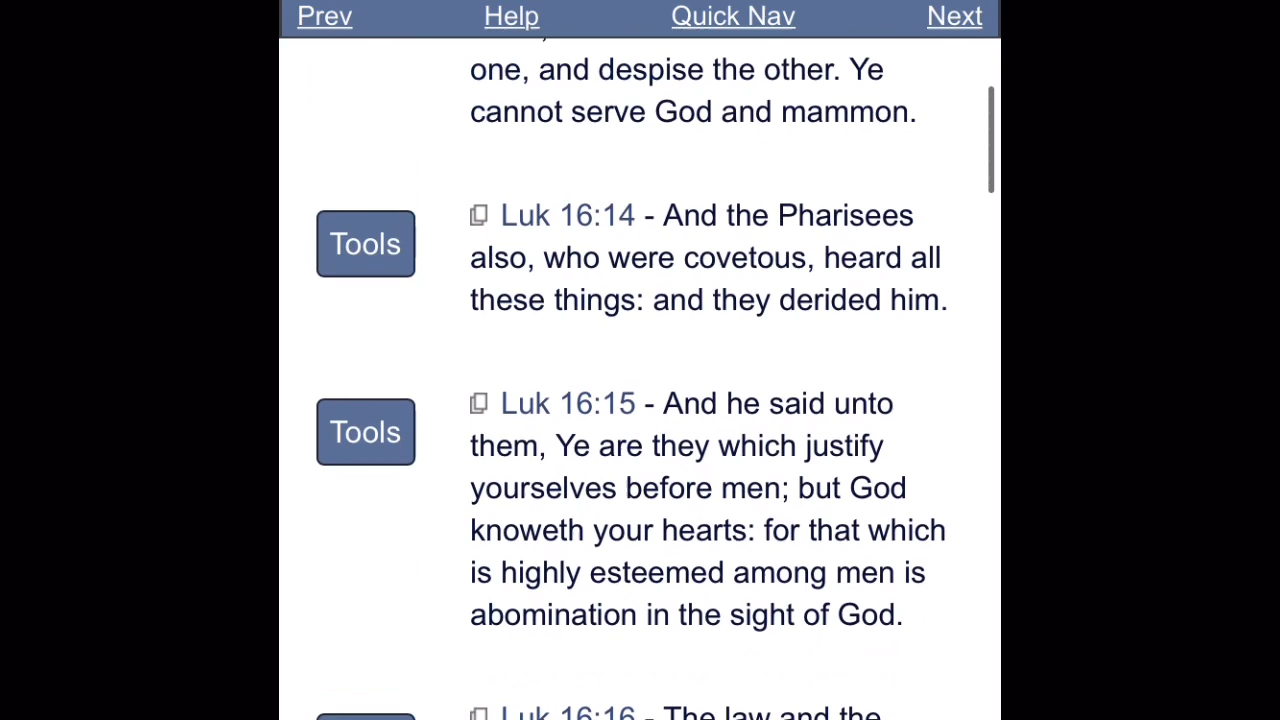 Prev Help Quick Nav Next
one, and despise the other. Ye
cannot serve God and mammon.
Tools
Luk 16:14 - And the Pharisees
also, who were covetous, heard all
these things: and they derided him.
Tools
Luk 16:15 - And he said unto
them, Ye are they which justify
yourselves before men; but God
knoweth your hearts: for that which
is highly esteemed among men is
abomination in the sight of God.
Luk 16:16 - The law and the